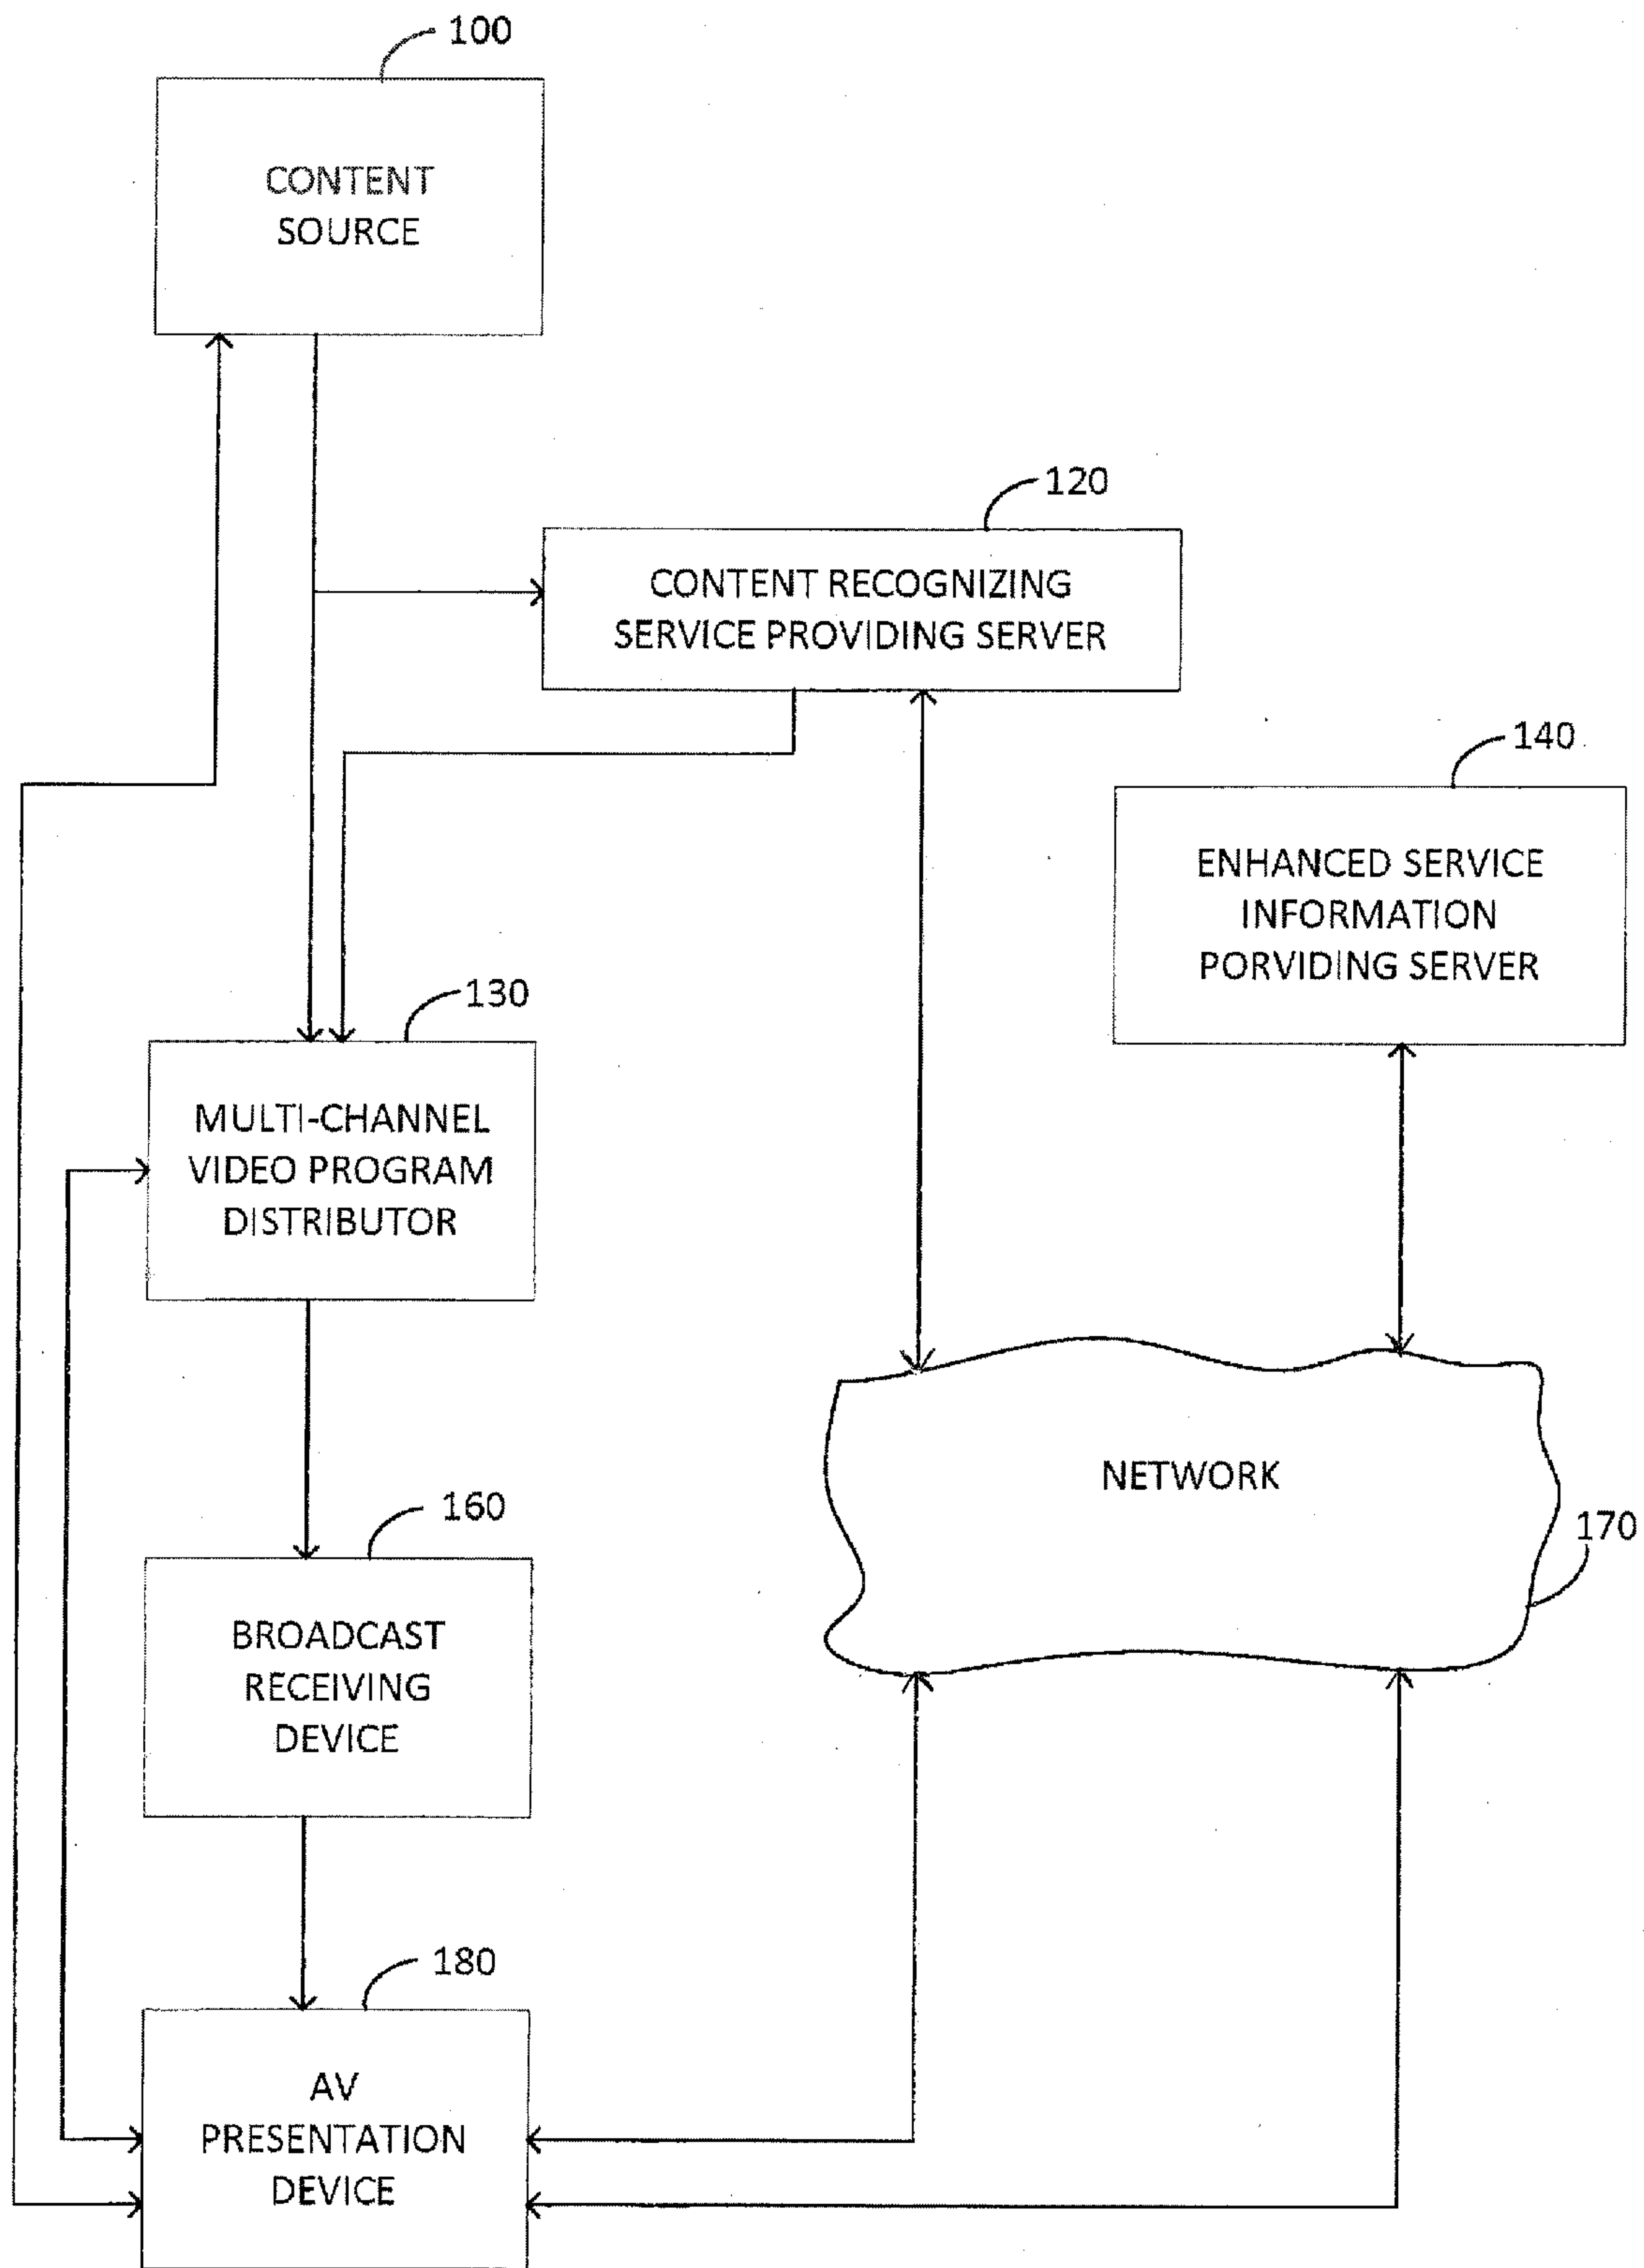 100
CONTENT
SOURCE
120
CONTENT RECOGNIZING
SERVICE PROVIDING SERVER
140
ENHANCED SERVICE
INFORMATION
PORVIDING SERVER
130
MULTI-CHANNEL
VIDEO PROGRAM
DISTRIBUTOR
NETWORK
170
160
BROADCAST
RECEIVING
DEVICE
180
AV
PRESENTATION
DEVICE